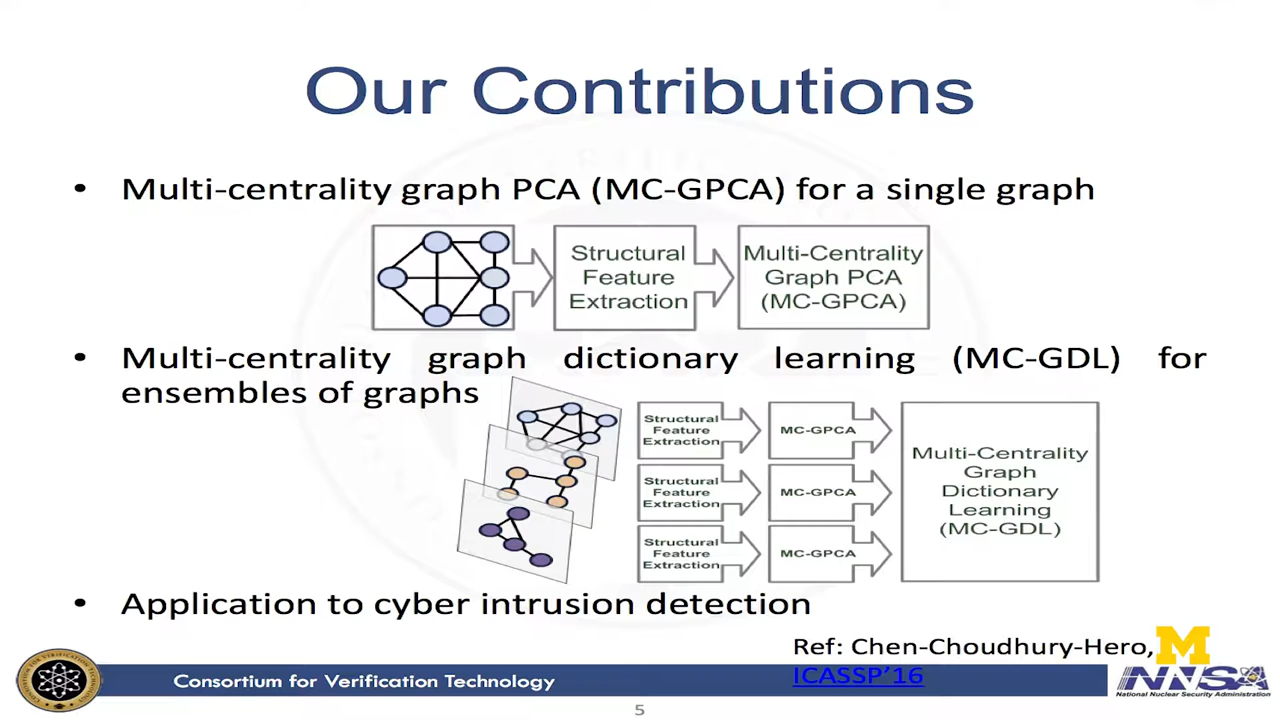 Our Contributions
• Multi-centrality graph PCA (MC-GPCA) for a single graph
Structural
Feature
Extraction
Multi-Centrality
Graph PCA
(MC-GPCA)
• Multi-centrality graph dictionary learning (MC-GDL) for
ensembles of graphs
Structural
Feature
Extraction
MC-GPCA
Structural
Feature
Extraction
MC-GPCA
Structural
Feature
Extraction
MC-GPCA
Multi-Centrality
Graph
Dictionary
Learning
(MC-GDL)
• Application to cyber intrusion detection
Ref: Chen-Choudhury-Hero,
ICASSP’16
Consortium for Verification Technology
M
NNSA
National Nuclear Security Administration
5